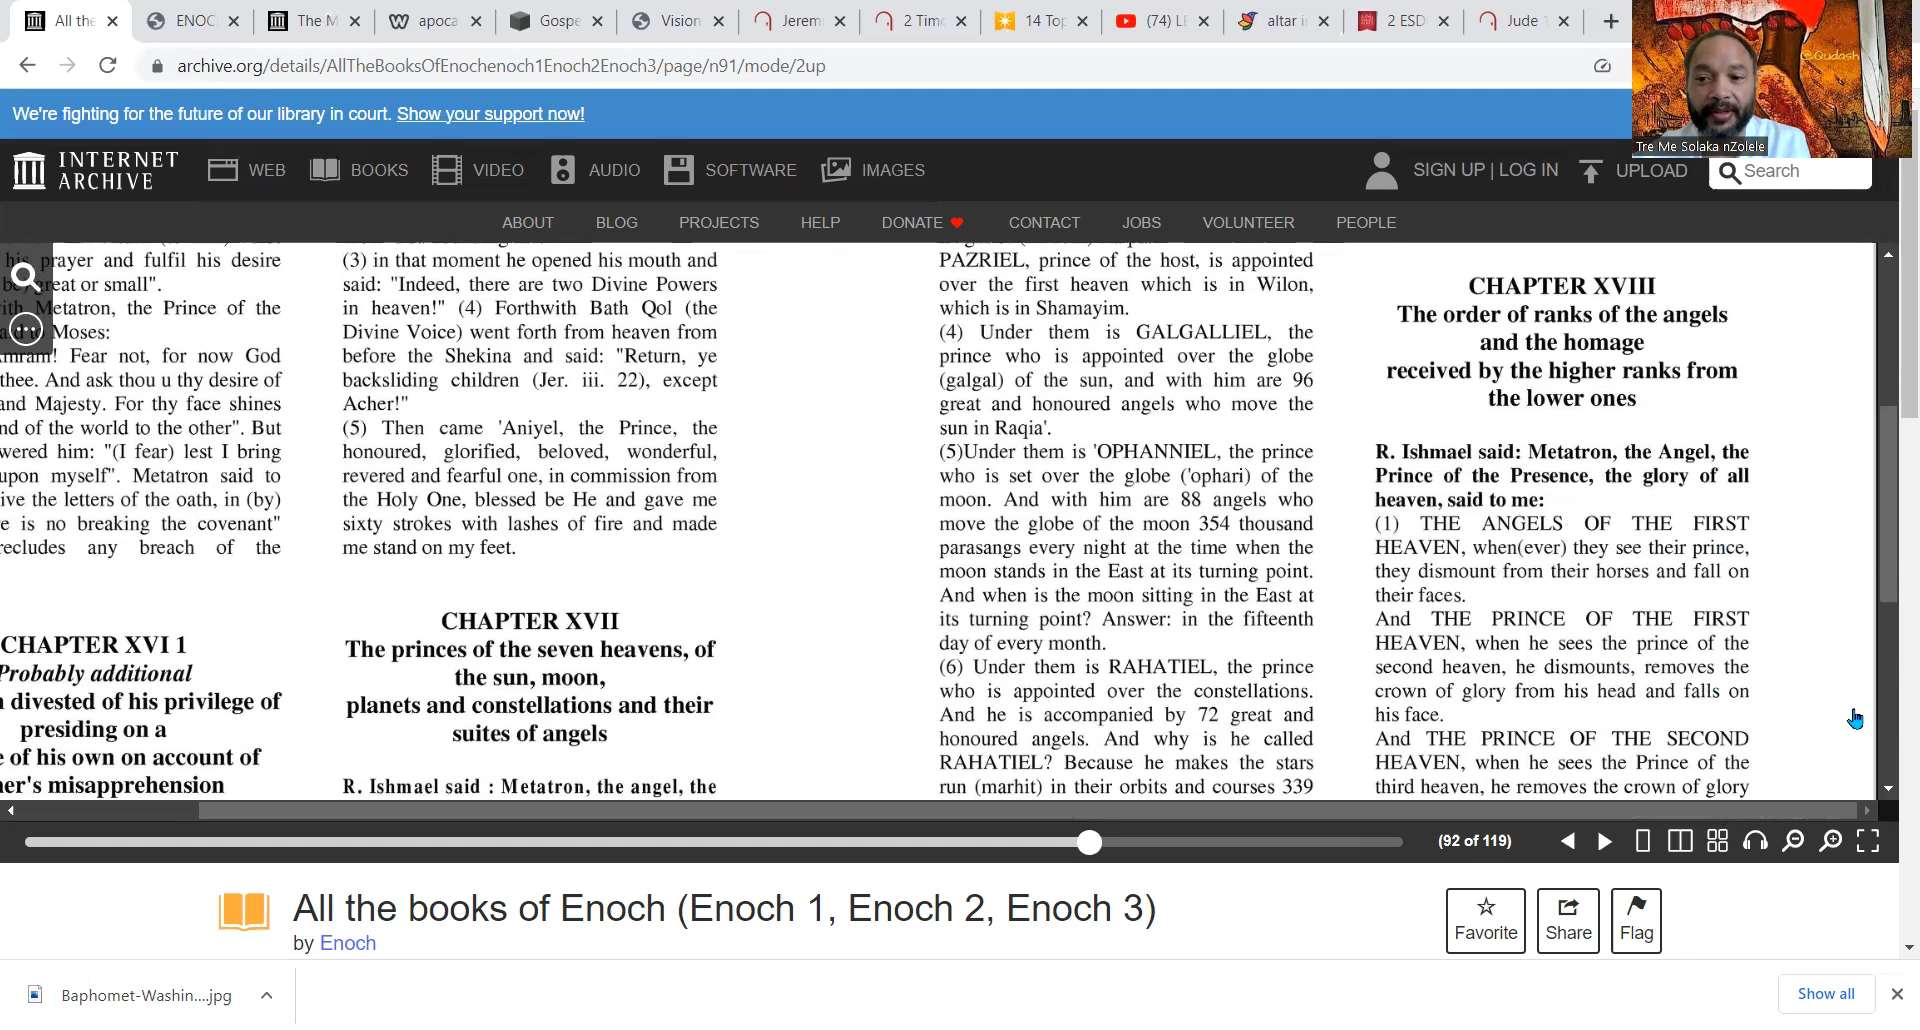 All the
ENOC
The M
apoca
Gospe
Vision
Jerem
2 Tim
14 Top
(74) L
altar i
2 ESD
Jude
@Qudash
Tre Me Solaka nZolele
archive.org/details/AllTheBooksOfEnochenoch1Enoch2Enoch3/page/n91/mode/2up
We're fighting for the future of our library in court. Show your support now!
INTERNET
ARCHIVE
WEB
BOOKS
VIDEO
AUDIO
SOFTWARE
IMAGES
SIGN UP | LOG IN
UPLOAD
Search
ABOUT
BLOG
PROJECTS
HELP
DONATE
CONTACT
JOBS
VOLUNTEER
PEOPLE
his prayer and fulfil his desire
be) great or small".
with Metatron, the Prince of the
said to Moses:
Amram! Fear not, for now God
thee. And ask thou u thy desire of
and Majesty. For thy face shines
nd of the world to the other". But
wered him: "(I fear) lest I bring
upon myself". Metatron said to
ive the letters of the oath, in (by)
e is no breaking the covenant"
recludes any breach of the
CHAPTER XVI 1
Probably additional
n divested of his privilege of
presiding on a
e of his own on account of
her's misapprehension
(3) in that moment he opened his mouth and
said: "Indeed, there are two Divine Powers
in heaven!" (4) Forthwith Bath Qol (the
Divine Voice) went forth from heaven from
before the Shekina and said: "Return, ye
backsliding children (Jer. iii. 22), except
Acher!"
(5) Then came 'Aniyel, the Prince, the
honoured, glorified, beloved, wonderful,
revered and fearful one, in commission from
the Holy One, blessed be He and gave me
sixty strokes with lashes of fire and made
me stand on my feet.
CHAPTER XVII
The princes of the seven heavens, of
the sun, moon,
planets and constellations and their
suites of angels
R. Ishmael said : Metatron, the angel, the
PAZRIEL, prince of the host, is appointed
over the first heaven which is in Wilon,
which is in Shamayim.
(4) Under them is GALGALLIEL, the
prince who is appointed over the globe
(galgal) of the sun, and with him are 96
great and honoured angels who move the
sun in Raqia'.
(5)Under them is 'OPHANNIEL, the prince
who is set over the globe ('ophari) of the
moon. And with him are 88 angels who
move the globe of the moon 354 thousand
parasangs every night at the time when the
moon stands in the East at its turning point.
And when is the moon sitting in the East at
its turning point? Answer: in the fifteenth
day of every month.
(6) Under them is RAHATIEL, the prince
who is appointed over the constellations.
And he is accompanied by 72 great and
honoured angels. And why is he called
RAHATIEL? Because he makes the stars
run (marhit) in their orbits and courses 339
CHAPTER XVIII
The order of ranks of the angels
and the homage
received by the higher ranks from
the lower ones
R. Ishmael said: Metatron, the Angel, the
Prince of the Presence, the glory of all
heaven, said to me:
(1) THE ANGELS OF THE FIRST
HEAVEN, when(ever) they see their prince,
they dismount from their horses and fall on
their faces.
And THE PRINCE OF THE FIRST
HEAVEN, when he sees the prince of the
second heaven, he dismounts, removes the
crown of glory from his head and falls on
his face.
And THE PRINCE OF THE SECOND
HEAVEN, when he sees the Prince of the
third heaven, he removes the crown of glory
(92 of 119)
All the books of Enoch (Enoch 1, Enoch 2, Enoch 3)
by Enoch
Favorite
Share
Flag
Baphomet-Washin....jpg
Show all